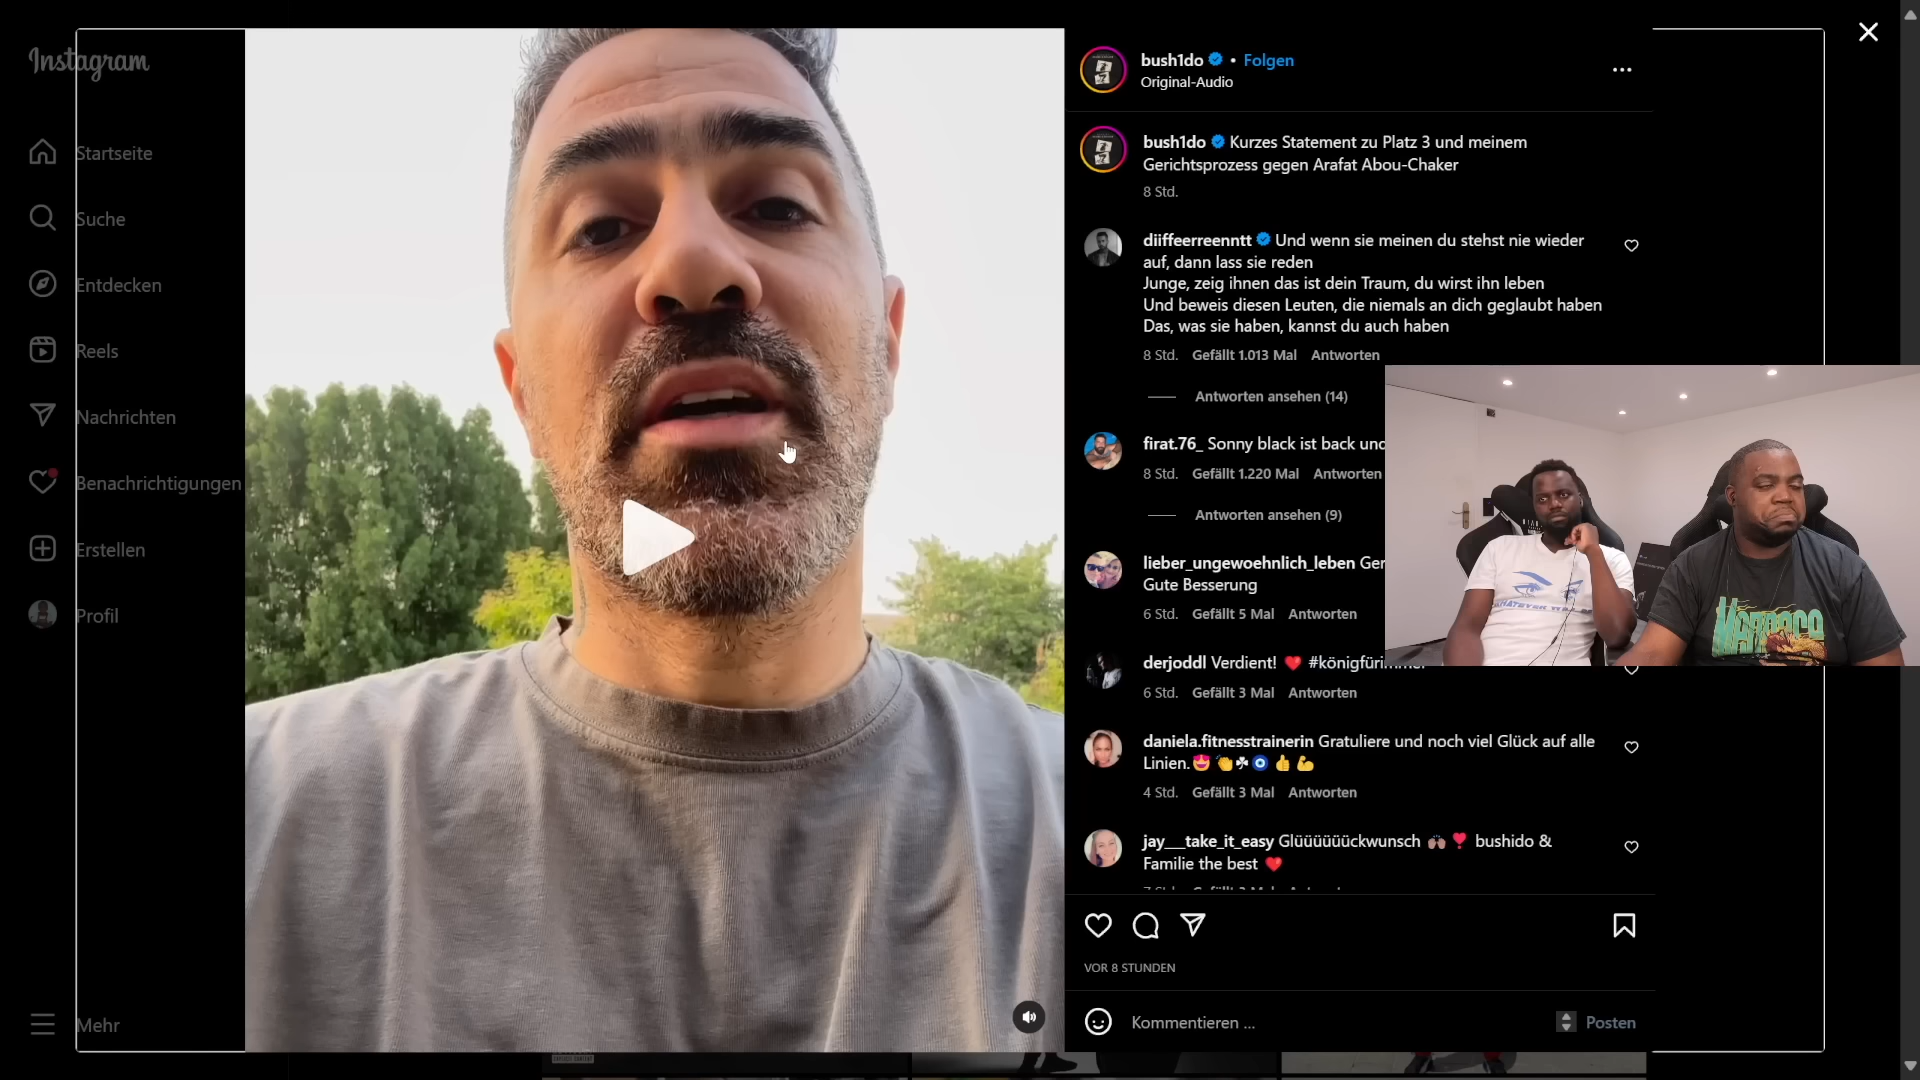 Instagram
Startseite
Suche
Entdecken
Reels
Nachrichten
Benachrichtigungen
Erstellen
Profil
Mehr
bush1do • Folgen
Original-Audio
bush1do Kurzes Statement zu Platz 3 und meinem
Gerichtsprozess gegen Arafat Abou-Chaker
8 Std.
diiffeerreenntt Und wenn sie meinen du stehst nie wieder
auf, dann lass sie reden
Junge, zeig ihnen das ist dein Traum, du wirst ihn leben
Und beweis diesen Leuten, die niemals an dich geglaubt haben
Das, was sie haben, kannst du auch haben
8 Std. Gefällt 1.013 Mal Antworten
Antworten ansehen (14)
firat.76_ Sonny black ist back und
8 Std. Gefällt 1.220 Mal Antworten
Antworten ansehen (9)
lieber_ungewoehnlich_leben
Gute Besserung
6 Std. Gefällt 5 Mal Antworten
derjoddl Verdient! ❤️ #königfürimmer
6 Std. Gefällt 3 Mal Antworten
daniela.fitnesstrainerin Gratuliere und noch viel Glück auf alle
Linien.🤩 👏☘🧿 👍 💪
4 Std. Gefällt 3 Mal Antworten
jay___take_it_easy Glüüüüüückwunsch 🙌🏾 ❣️ bushido &
Familie the best ❤️
VOR 8 STUNDEN
Kommentieren ...
Posten